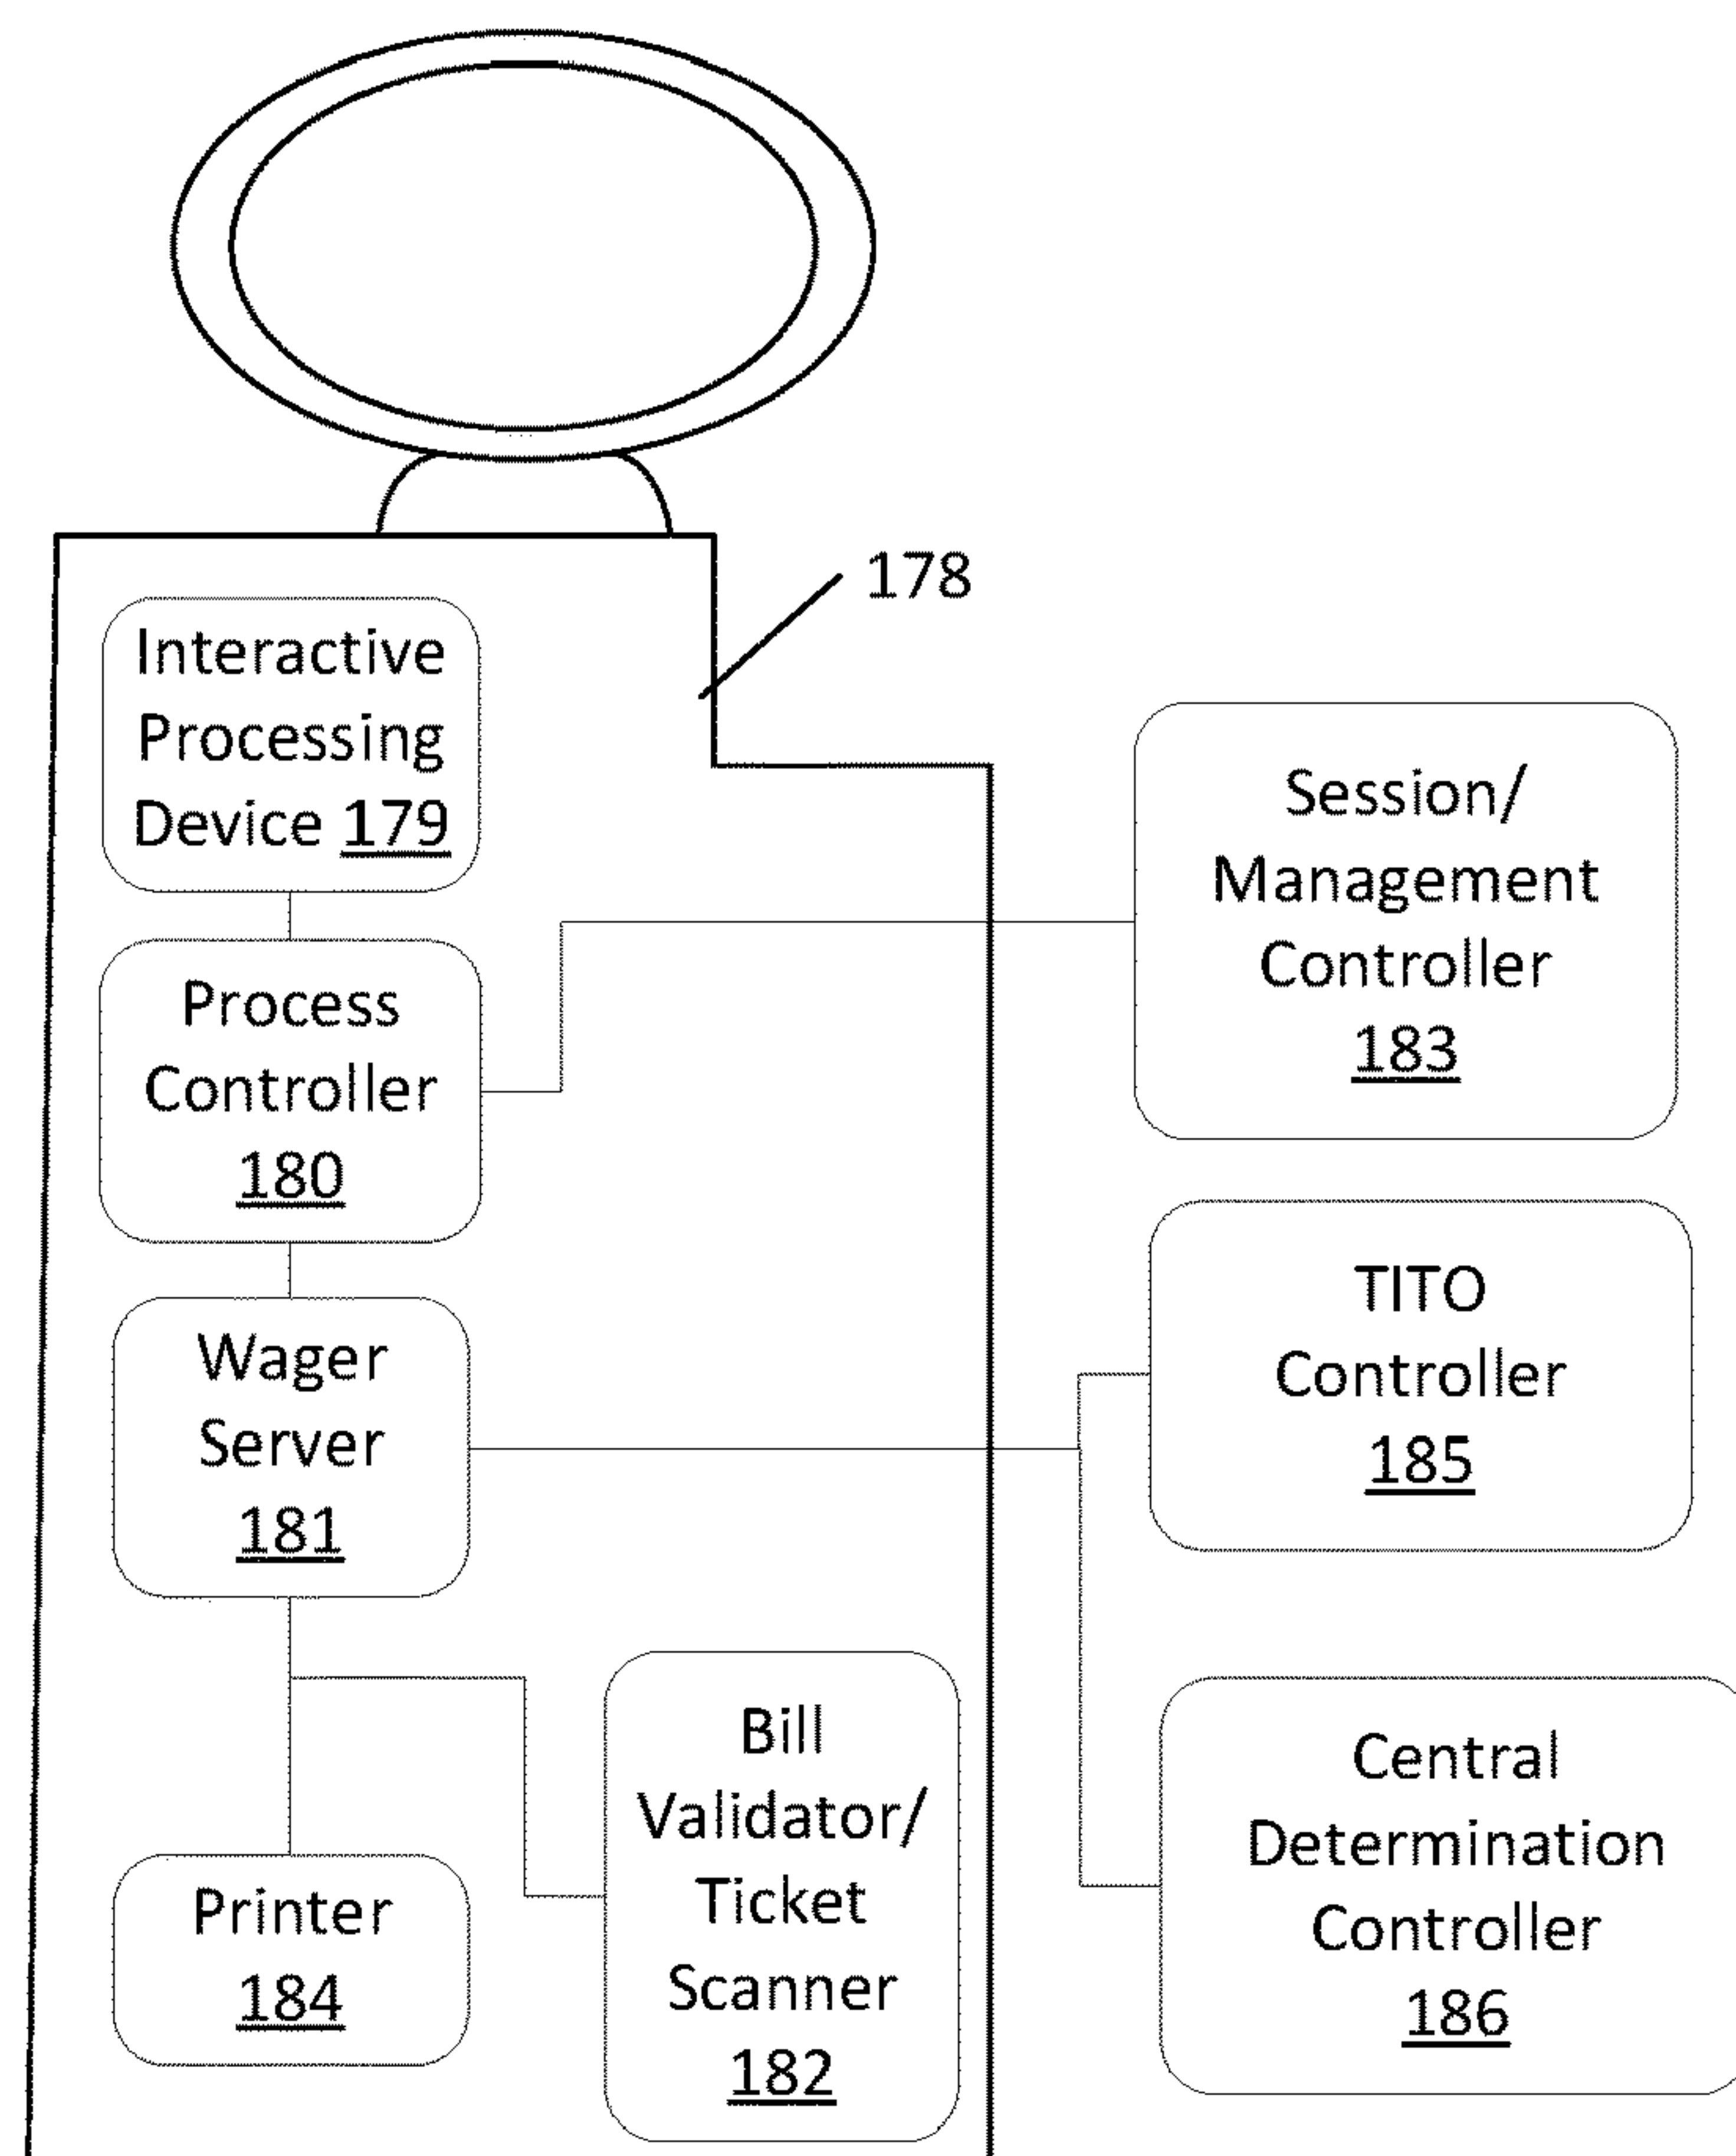 178
Interactive
Processing
Device 179
Process
Controller
180
Wager
Server
181
Printer
184
Bill
Validator/
Ticket
Scanner
182
Session/
Management
Controller
183
TITO
Controller
185
Central
Determination
Controller
186